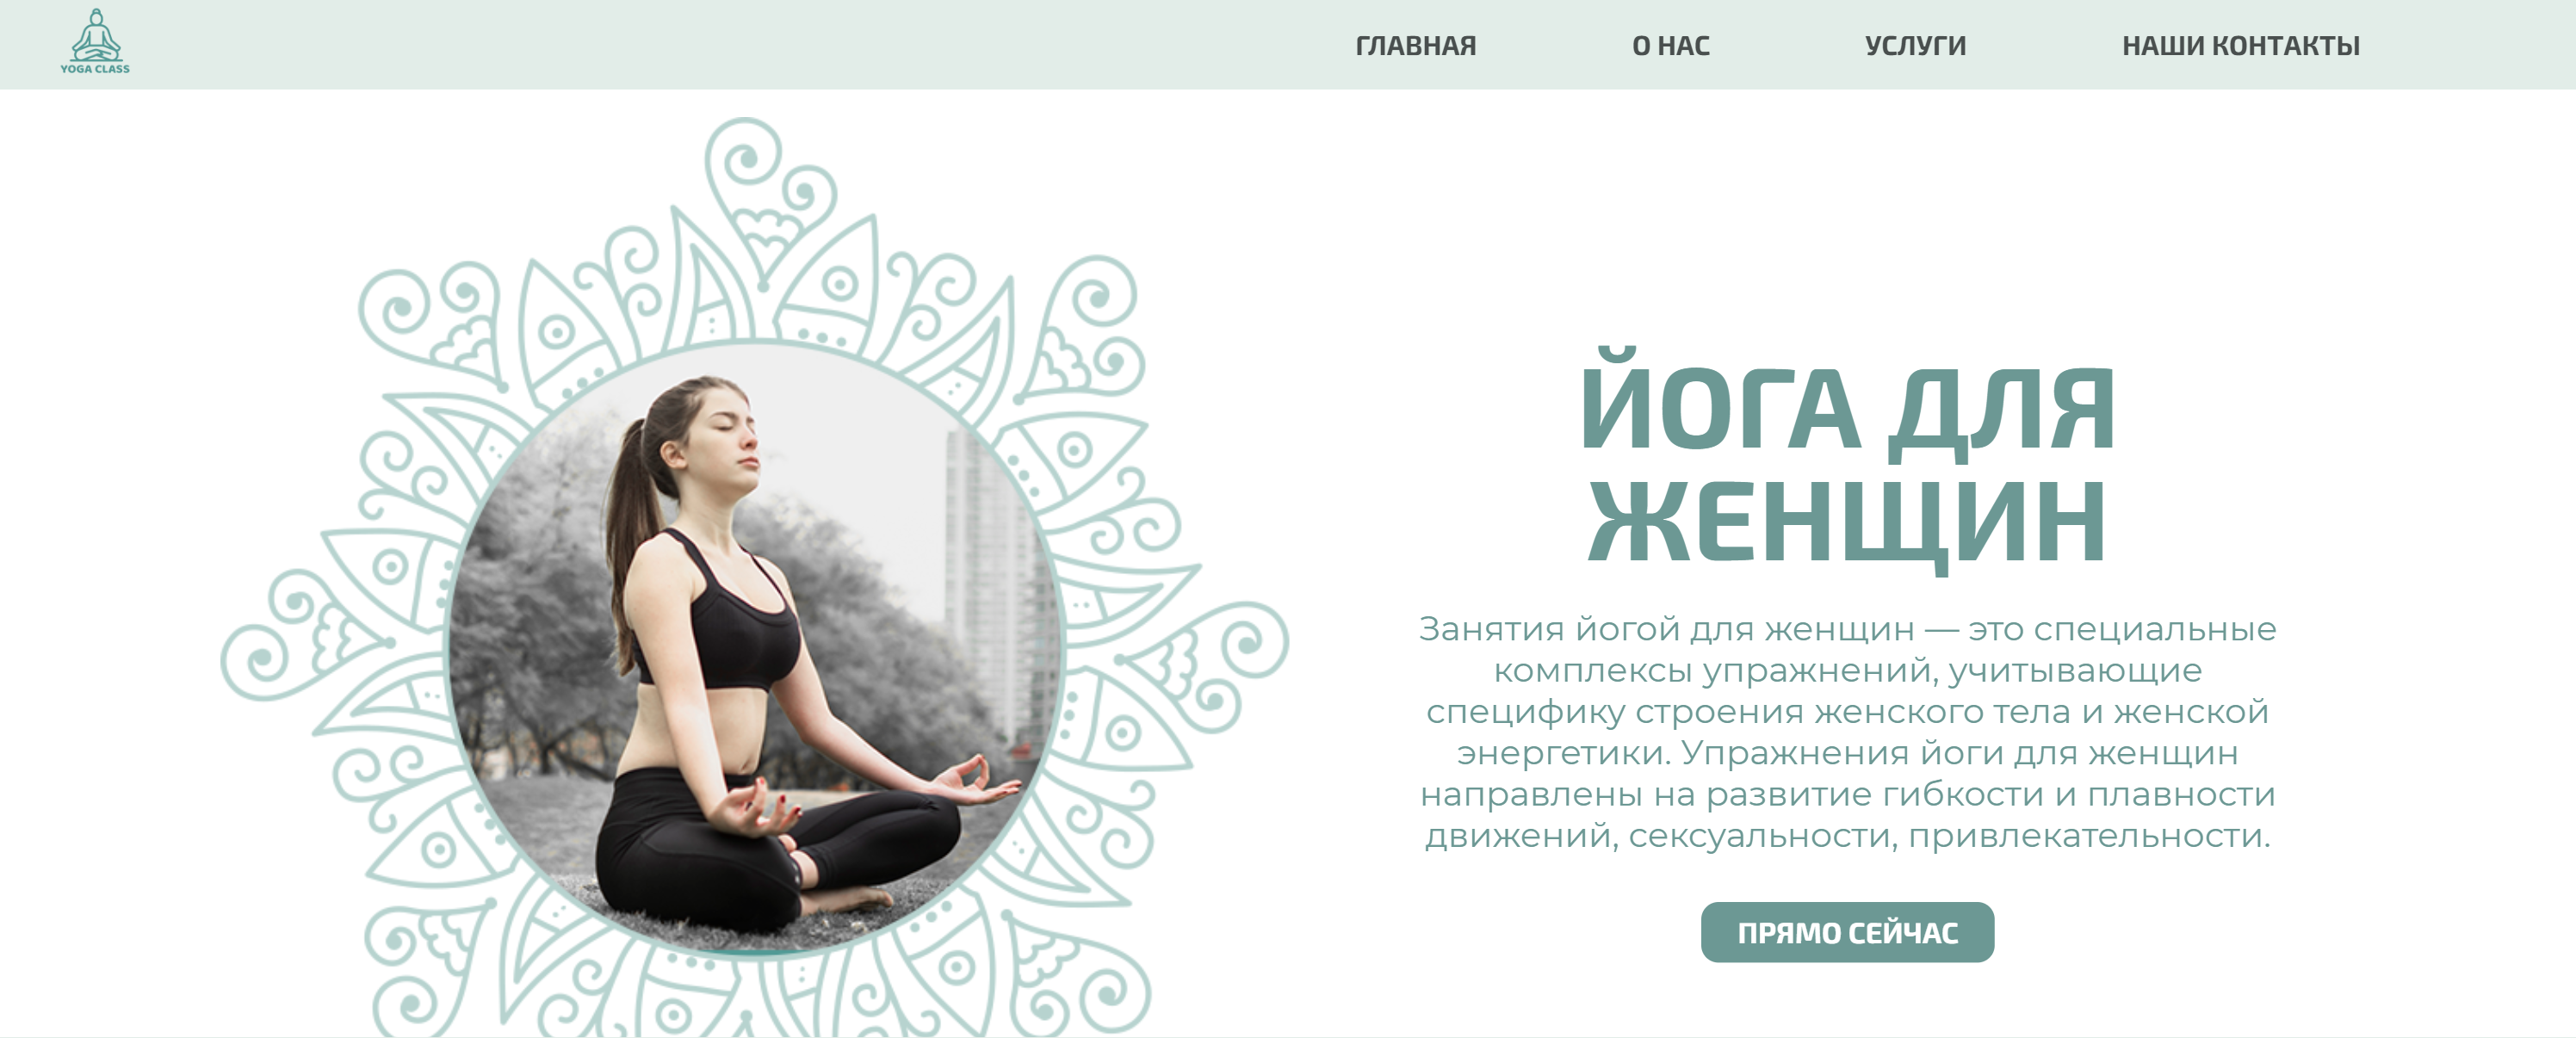 YOGA CLASS
ГЛАВНАЯ О НАС УСЛУГИ НАШИ КОНТАКТЫ
ЙОГА ДЛЯ
ЖЕНЩИН
Занятия йогой для женщин — это специальные
комплексы упражнений, учитывающие
специфику строения женского тела и женской
энергетики. Упражнения йоги для женщин
направлены на развитие гибкости и плавности
движений, сексуальности, привлекательности.
ПРЯМО СЕЙЧАС